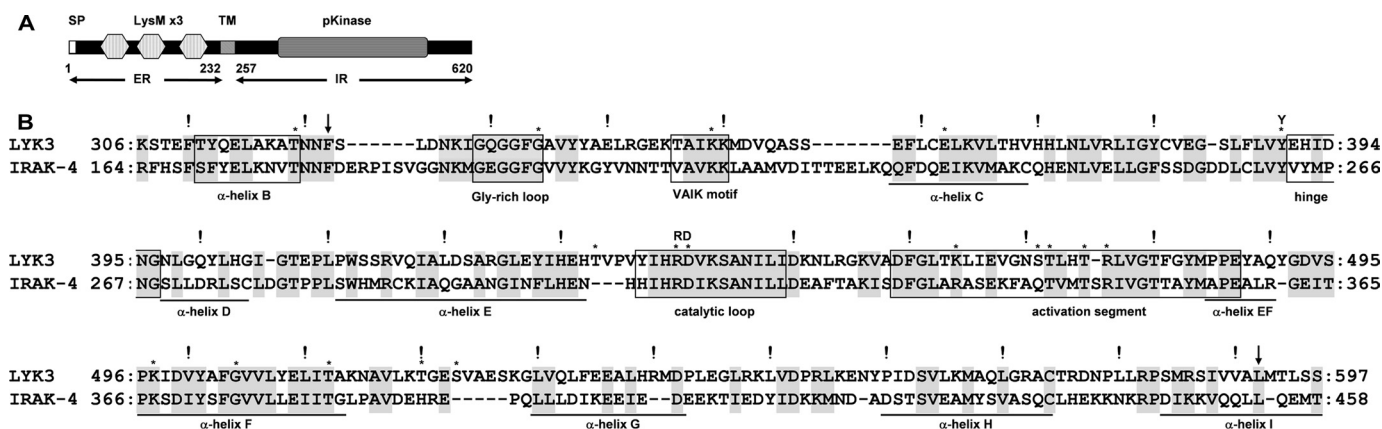 A
SP LysM x3 TM pKinase
1 232 257 620
ER IR
B
! ! ! ! ! ! Y
* * * * *
LYK3 306:KSTEFTYQELAKATNNFS-------LDNKIGQGGFGAVYYAELRGEKTAIKKMDVQASS------EFLCELKVLTHVHHLNLVRLIGYCVEG-SLFLVYEHID 394
IRAK-4 164:RFHSFSFYELKNVTNNFDERPISVGGNKMGEGGFGVVYKGYVNNTTVAVKKLAAMVDITTEELKQQFDQEIKVMAKCQHENLVELLGFSSDGDDLCLVYVYMP 266
α-helix B Gly-rich loop VAIK motif α-helix C hinge
! ! ! RD ! ! ! !
* * * * * * * *
LYK3 395:NGNLGQYLHGI-GTEPLPWSSRVQIALDSARGLEYIHEHTVPVYIHRDVKSANILIDKNLRGKVADFGLTKLIEVGNSTLHT-RLVGTFGYMPPEYAQYGDVS:495
IRAK-4 267:NGSLLDRLSCLDGTPPLSWHMRCKIAQGAANGINFLHEN---HHIHRDIKSANILLDEAFTAKISDFGLARASEKFAQTVMTSRIVGTTAYMAPEALR-GEIT:365
α-helix D α-helix E catalytic loop activation segment α-helix EF
! ! ! ! ! ! ! ! !
* * * * *
LYK3 496:PKIDVYAFGVVLYELITAKNAVLKTGESVAESKGLVQLFEEALHRMDPLEGLRKLVDPRLKENYPIDSVLKMAQLGRACTRDNPLLRPSMRSIVVALMTLSS:597
IRAK-4 366:PKSDIYSFGVVLLEIITGLPAVDEHRE-----PQLLLDIKEEIE-DEEKTIEDYIDKKMND-ADSTSVEAMYSVASQCLHEKKNKRPDIKKVQQLL-QEMT:458
α-helix F α-helix G α-helix H α-helix I